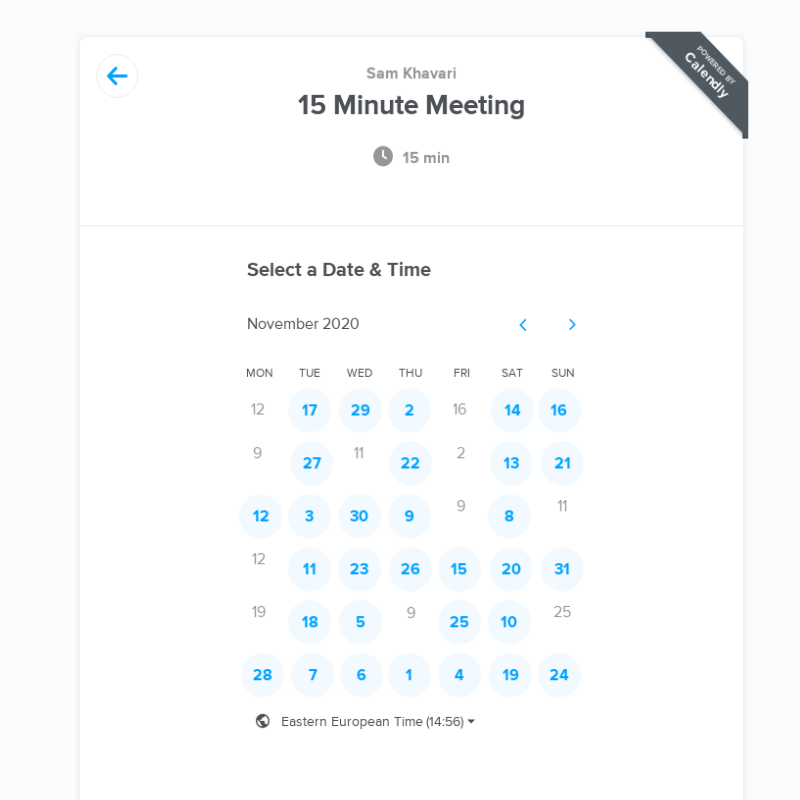 Sam Khavari
POWERED BY
Calendly
15 Minute Meeting
15 min
Select a Date & Time
November 2020
MON TUE WED THU FRI SAT SUN
12 17 29 2 16 14 16
9 27 11 22 2 13 21
12 3 30 9 9 8 11
12 11 23 26 15 20 31
19 18 5 9 25 10 25
28 7 6 1 4 19 24
Eastern European Time (14:56)